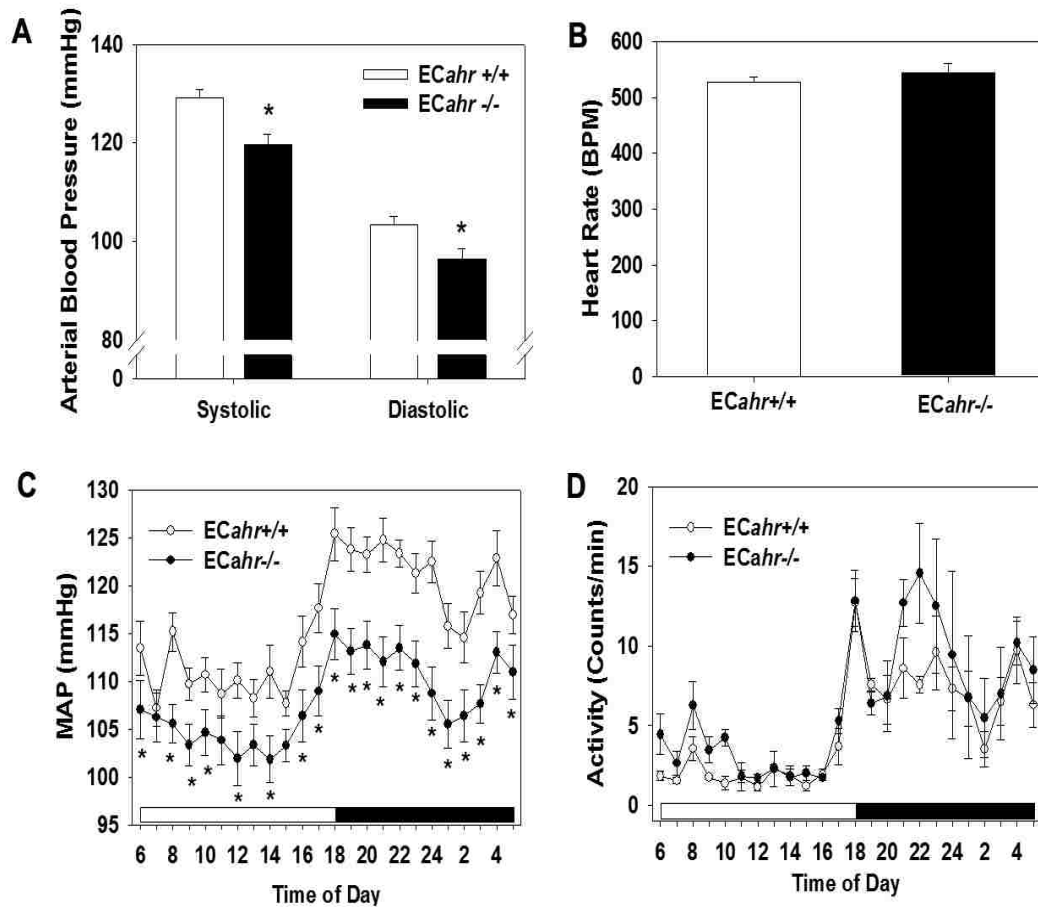 A
Arterial Blood Pressure (mmHg)
140
120
100
80
0
ECahr +/+
ECahr -/-
*
*
Systolic
Diastolic
B
Heart Rate (BPM)
600
500
400
300
200
100
0
ECahr+/+
ECahr-/-
C
MAP (mmHg)
130
125
120
115
110
105
100
95
ECahr+/+
ECahr-/-
* * * * * * * * * * * * * * * * * * * *
6 8 10 12 14 16 18 20 22 24 2 4
Time of Day
D
Activity (Counts/min)
20
15
10
5
0
ECahr+/+
ECahr-/-
6 8 10 12 14 16 18 20 22 24 2 4
Time of Day